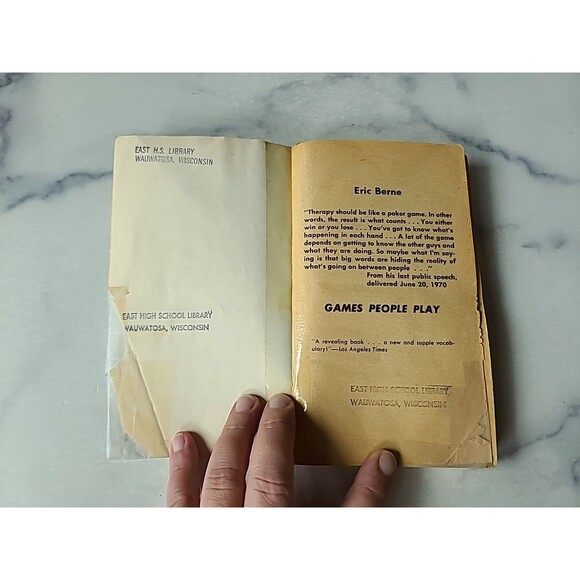 EAST H.S. LIBRARY
WAUWATOSA, WISCONSIN
EAST HIGH SCHOOL LIBRARY
WAUWATOSA, WISCONSIN
Eric Berne
"Therapy should be like a poker game. In other
words, the result is what counts . . . You either
win or you lose . . . You've got to know what's
happening in each hand . . . A lot of the game
depends on getting to know the other guys and
what they are doing. So maybe what I'm say-
ing is that big words are hiding the reality of
what's going on between people . . ."
From his last public speech,
delivered June 20, 1970
GAMES PEOPLE PLAY
"A revealing book . . . a new and supple vocab-
ulary!"—Los Angeles Times
EAST HIGH SCHOOL LIBRARY
WAUWATOSA, WISCONSIN